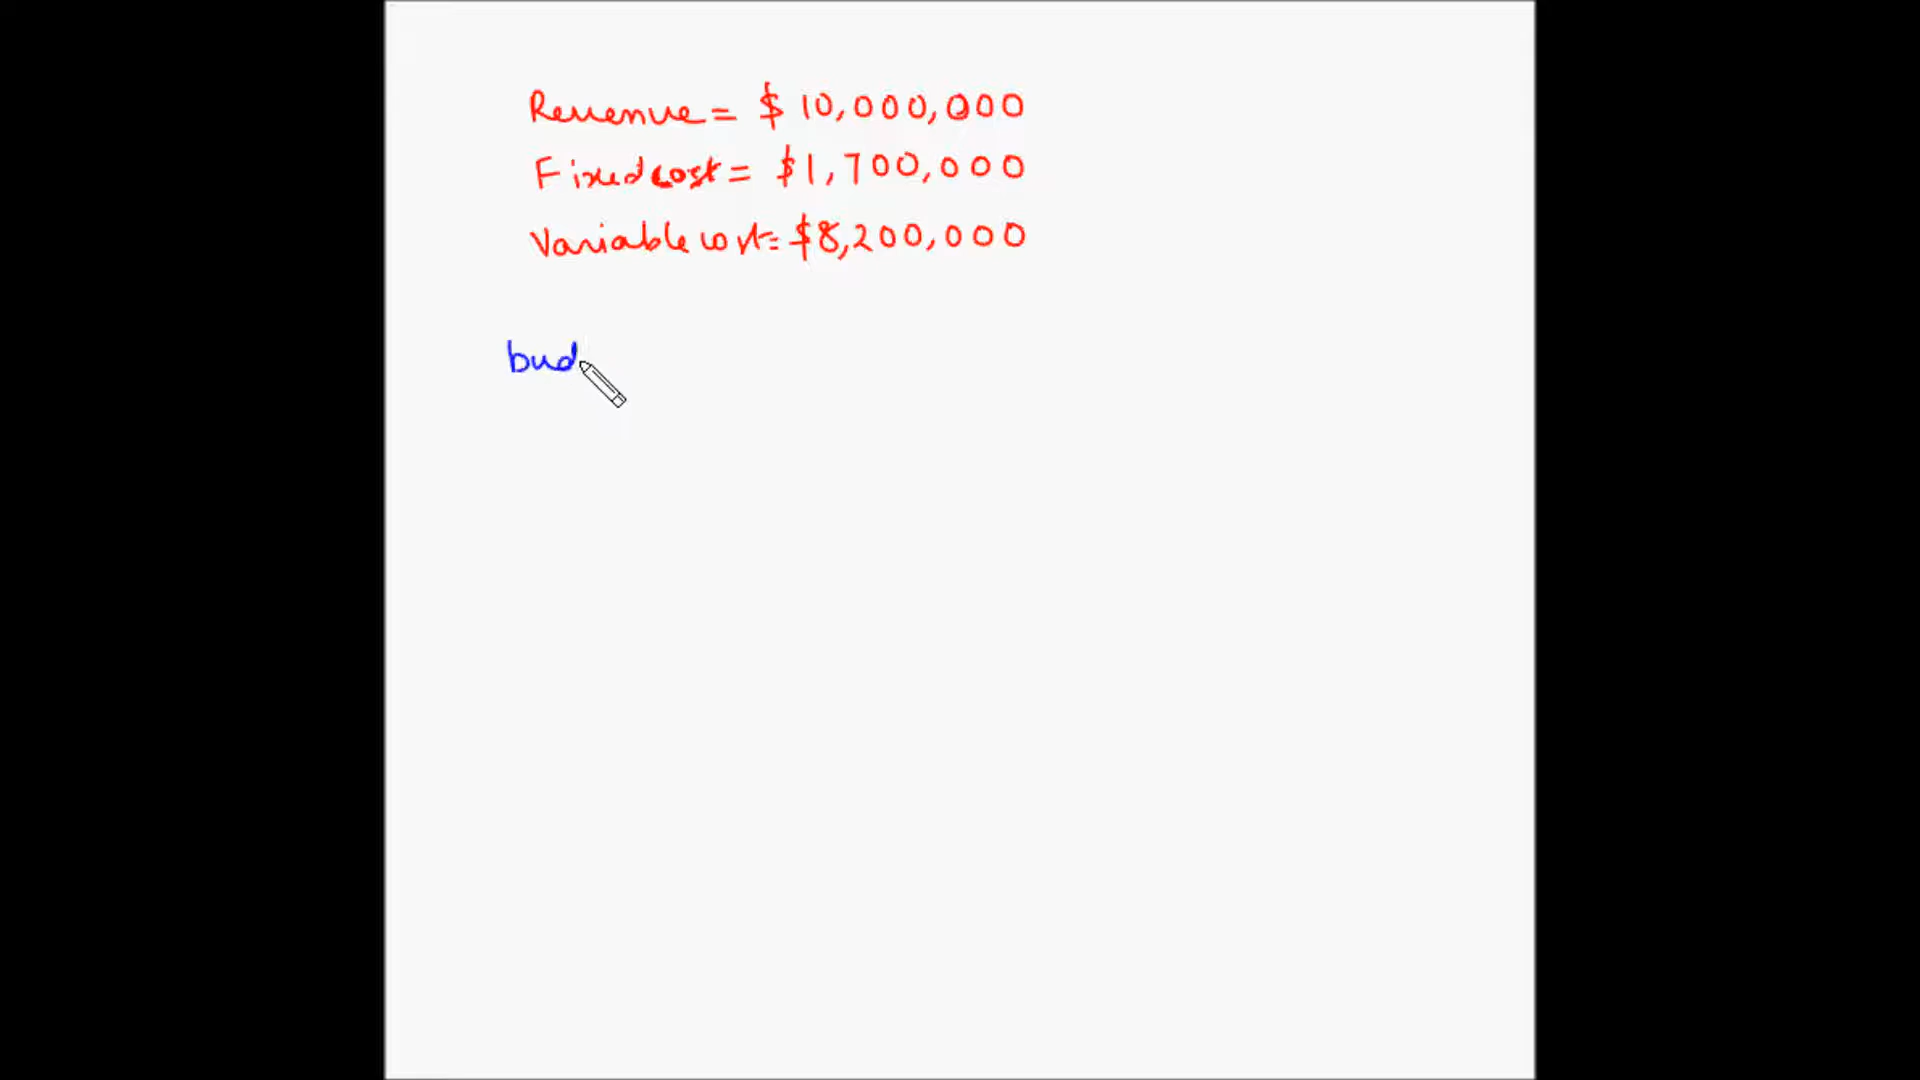 Revenue = $ 10,000,000
Fixed cost = $1,700,000
Variable cost = $8,200,000
bud